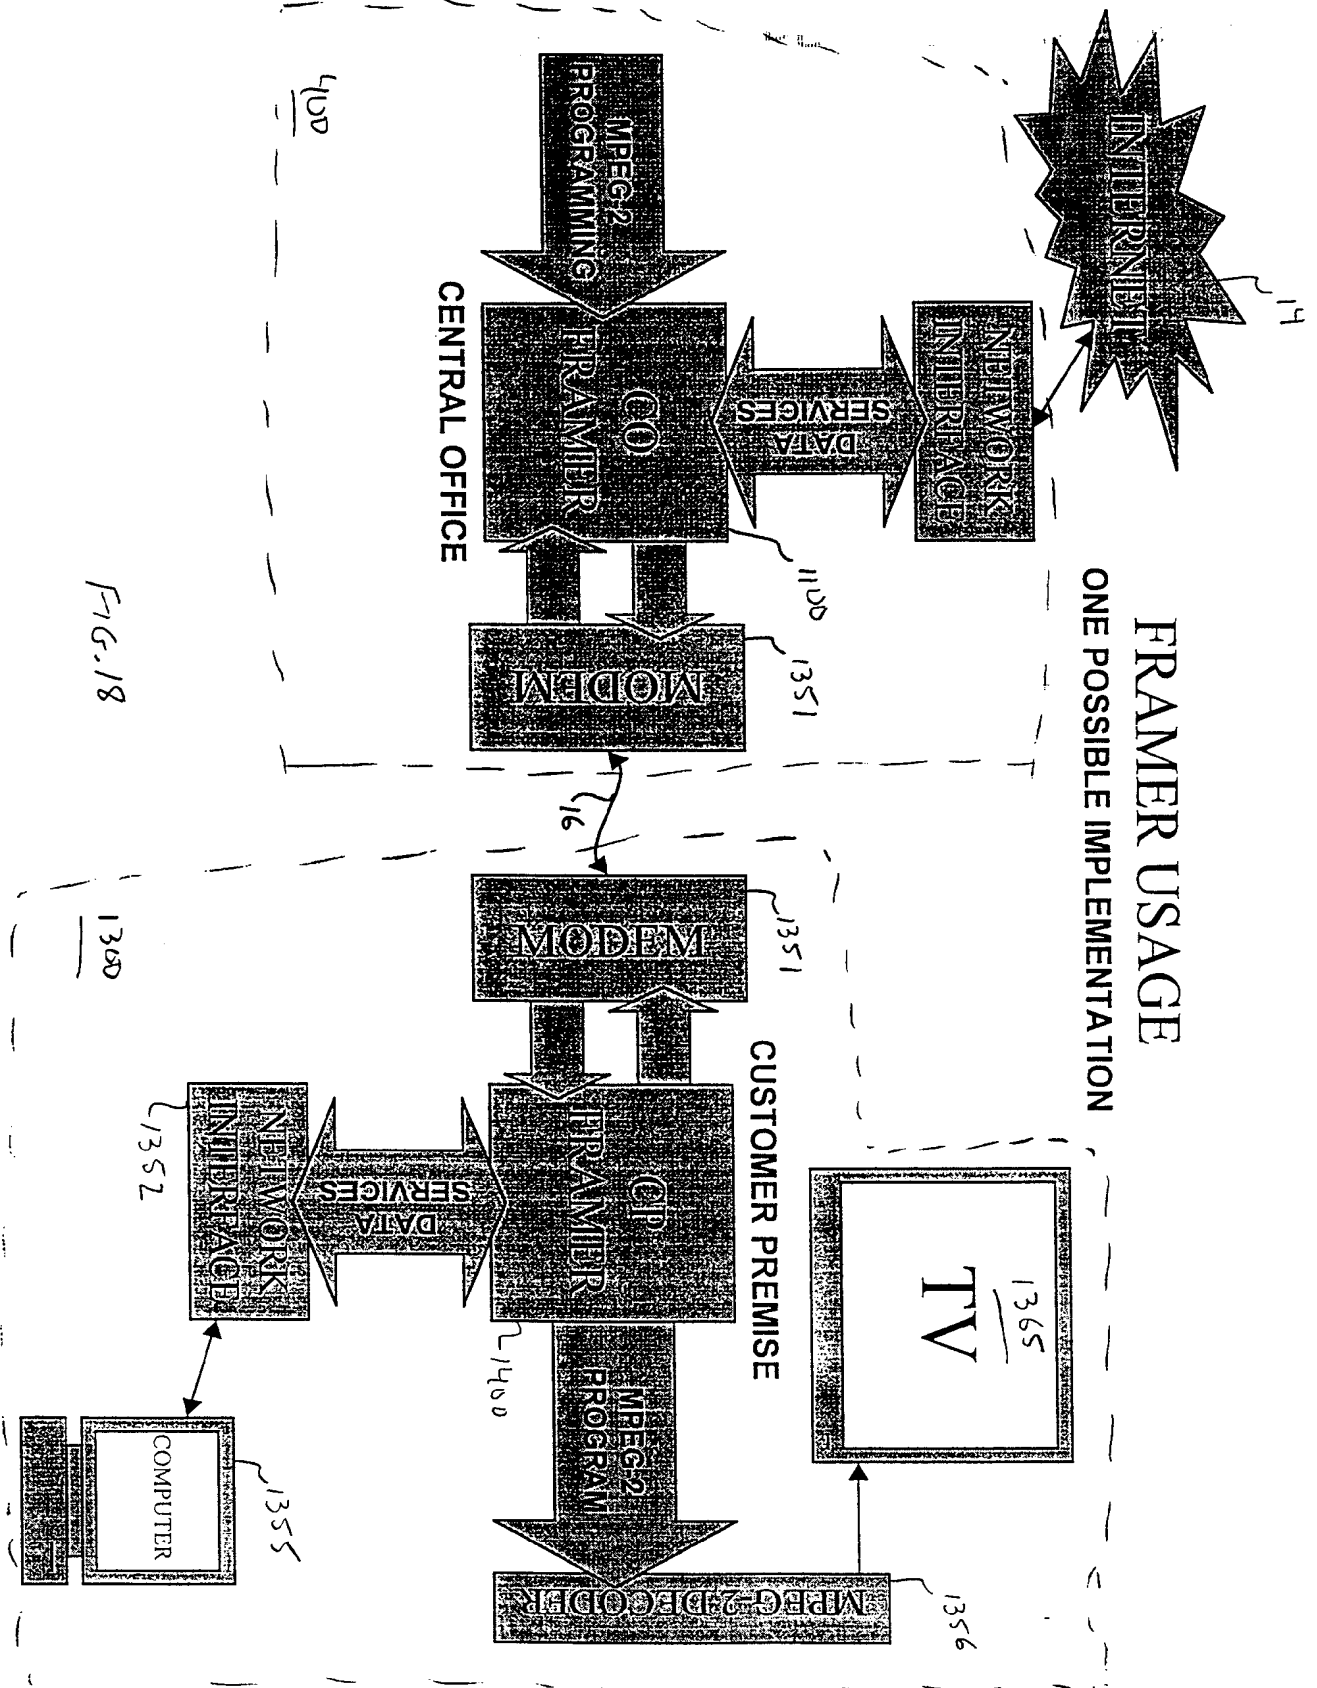 FRAMER USAGE
ONE POSSIBLE IMPLEMENTATION
INTERNET
14
NETWORK
INTERFACE
DATA
SERVICES
MPEG-2
PROGRAMMING
CO
FRAMER
1100
CENTRAL OFFICE
400
MODEM
1351
16
MODEM
1351
CUSTOMER PREMISE
CP
FRAMER
1400
DATA
SERVICES
NETWORK
INTERFACE
1352
1300
MPEG-2
PROGRAM
MPEG-2 DECODER
1356
1365
TV
COMPUTER
1355
FIG. 18